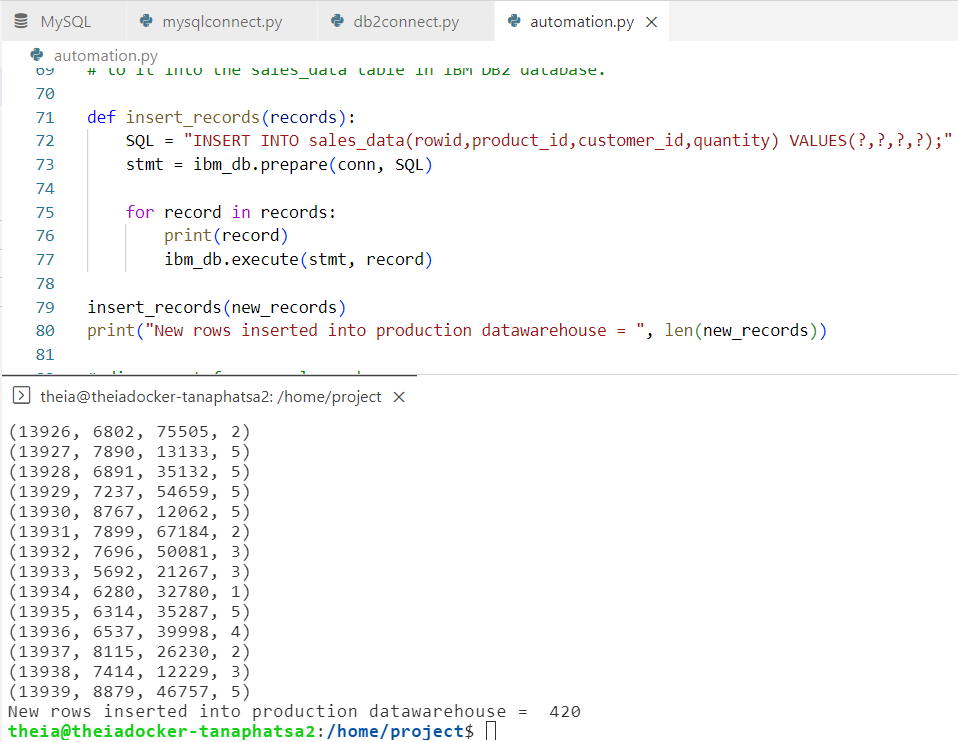 MySQL mysqlconnect.py db2connect.py automation.py
automation.py
69 # to it into the sales_data table in IBM DB2 database.
70
71 def insert_records(records):
72 SQL = "INSERT INTO sales_data(rowid,product_id,customer_id,quantity) VALUES(?,?,?,?);"
73 stmt = ibm_db.prepare(conn, SQL)
74
75 for record in records:
76 print(record)
77 ibm_db.execute(stmt, record)
78
79 insert_records(new_records)
80 print("New rows inserted into production datawarehouse = ", len(new_records))
81
theia@theiadocker-tanaphatsa2: /home/project
(13926, 6802, 75505, 2)
(13927, 7890, 13133, 5)
(13928, 6891, 35132, 5)
(13929, 7237, 54659, 5)
(13930, 8767, 12062, 5)
(13931, 7899, 67184, 2)
(13932, 7696, 50081, 3)
(13933, 5692, 21267, 3)
(13934, 6280, 32780, 1)
(13935, 6314, 35287, 5)
(13936, 6537, 39998, 4)
(13937, 8115, 26230, 2)
(13938, 7414, 12229, 3)
(13939, 8879, 46757, 5)
New rows inserted into production datawarehouse =  420
theia@theiadocker-tanaphatsa2:/home/project$